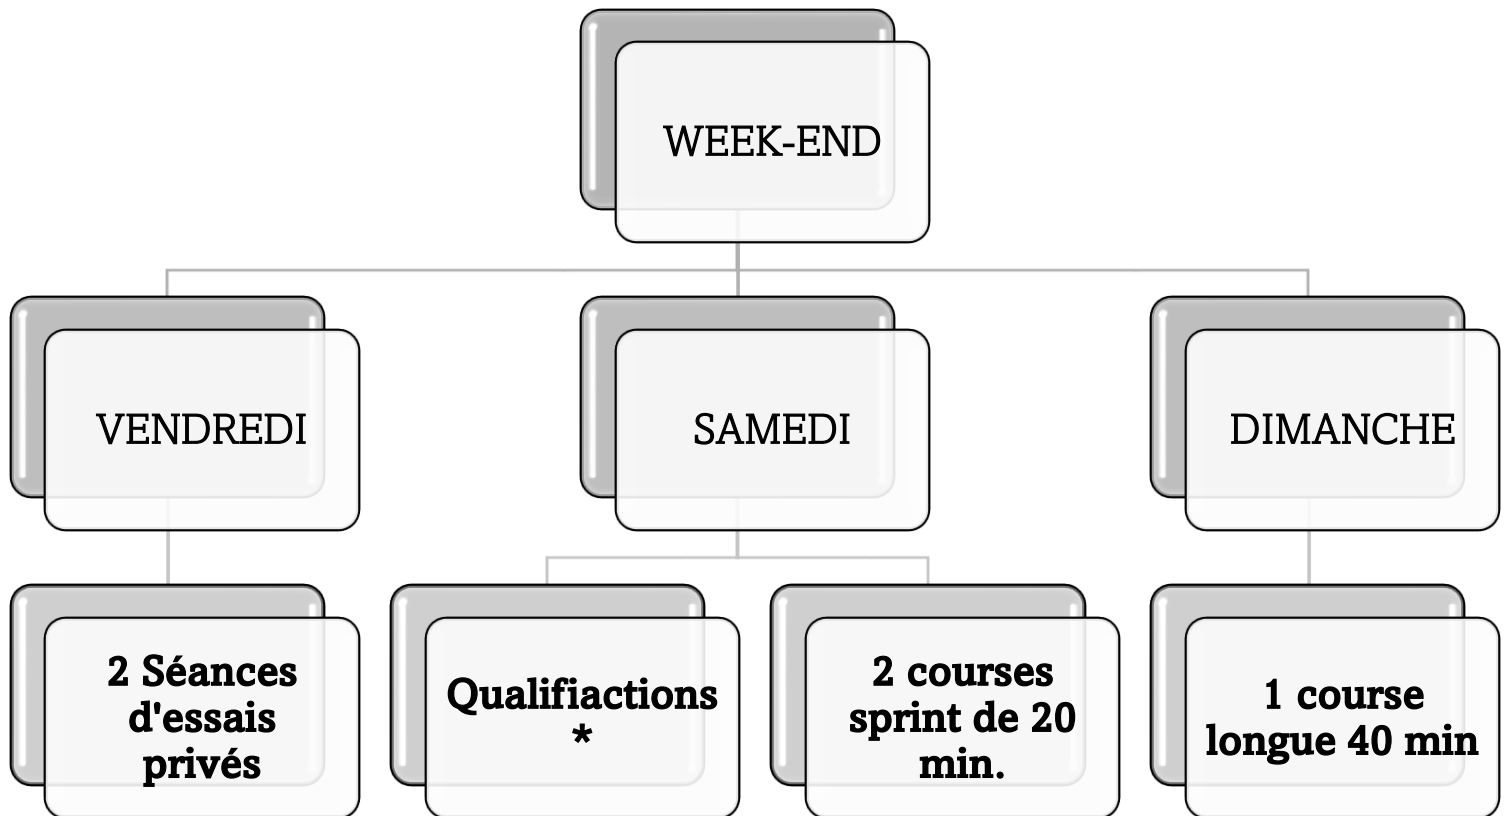 WEEK-END
VENDREDI
SAMEDI
DIMANCHE
2 Séances
d'essais
privés
Qualifiactions
*
2 courses
sprint de 20
min.
1 course
longue 40 min